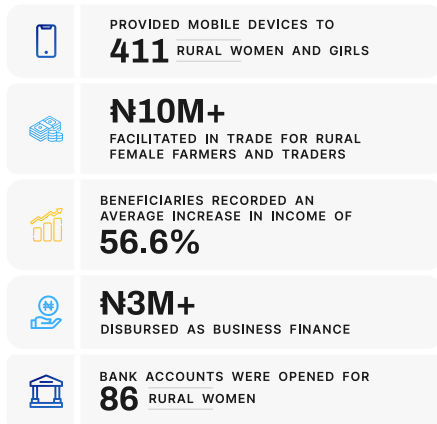 PROVIDED MOBILE DEVICES TO
411 RURAL WOMEN AND GIRLS
₦10M+
FACILITATED IN TRADE FOR RURAL
FEMALE FARMERS AND TRADERS
BENEFICIARIES RECORDED AN
AVERAGE INCREASE IN INCOME OF
56.6%
₦3M+
DISBURSED AS BUSINESS FINANCE
BANK ACCOUNTS WERE OPENED FOR
86 RURAL WOMEN